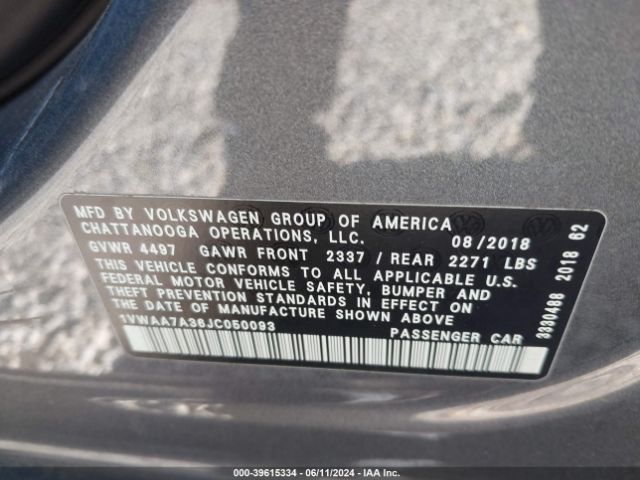 MFD BY VOLKSWAGEN GROUP OF AMERICA
CHATTANOOGA OPERATIONS, LLC. 08/2018
GVWR 4497 GAWR FRONT 2337 / REAR 2271 LBS
THIS VEHICLE CONFORMS TO ALL APPLICABLE U.S.
FEDERAL MOTOR VEHICLE SAFETY, BUMPER AND
THEFT PREVENTION STANDARDS IN EFFECT ON
THE DATE OF MANUFACTURE SHOWN ABOVE
1VWAA7A36JC050093 PASSENGER CAR
3330488 2018 62
000-39615334 - 06/11/2024 - IAA Inc.